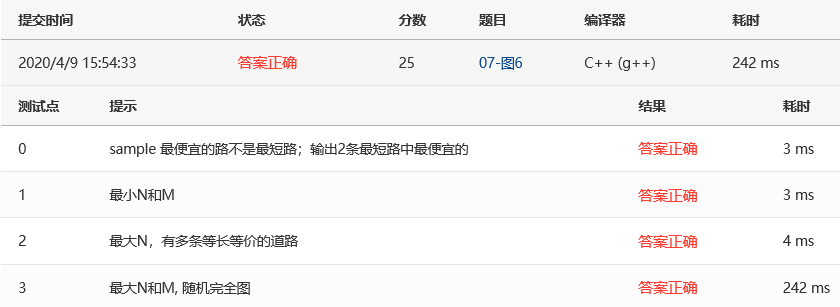 提交时间 状态 分数 题目 编译器 耗时
2020/4/9 15:54:33 答案正确 25 07-图6 C++ (g++) 242 ms
测试点 提示 结果 耗时
0 sample 最便宜的路不是最短路；输出2条最短路中最便宜的 答案正确 3 ms
1 最小N和M 答案正确 3 ms
2 最大N，有多条等长等价的道路 答案正确 4 ms
3 最大N和M, 随机完全图 答案正确 242 ms